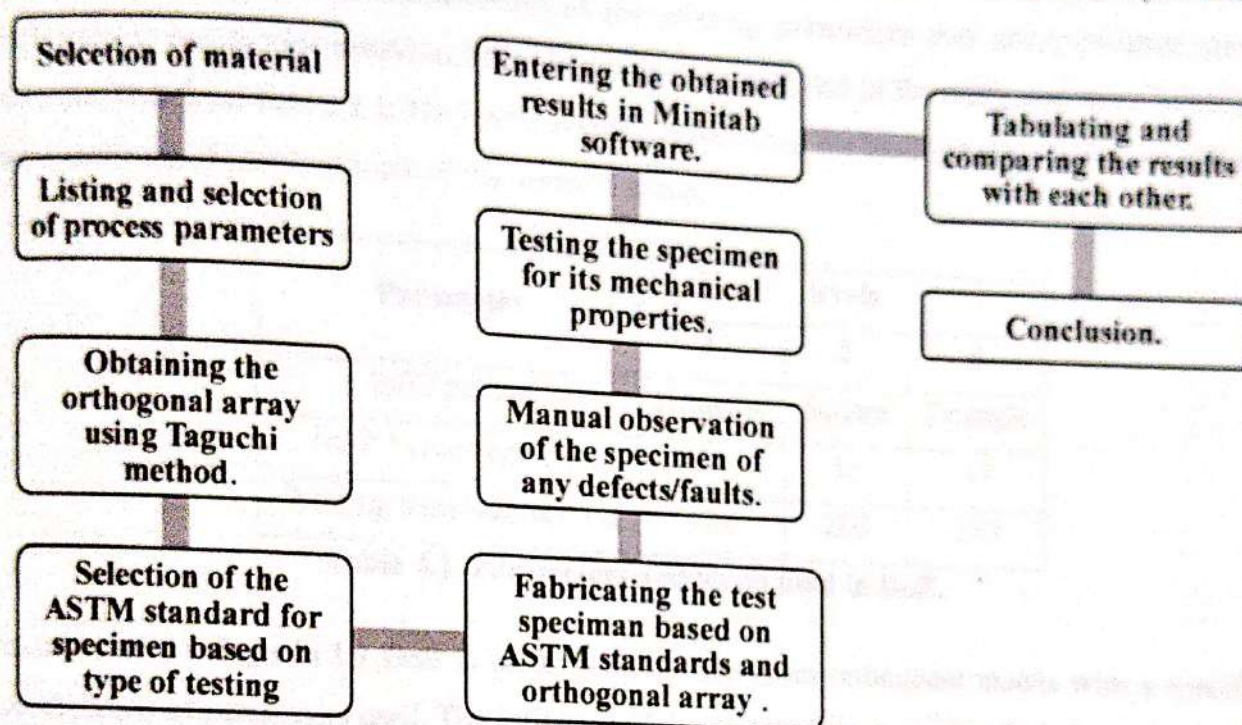 Selection of material
Listing and selection
of process parameters
Obtaining the
orthogonal array
using Taguchi
method.
Selection of the
ASTM standard for
specimen based on
type of testing
Fabricating the test
speciman based on
ASTM standards and
orthogonal array .
Manual observation
of the specimen of
any defects/faults.
Testing the specimen
for its mechanical
properties.
Entering the obtained
results in Minitab
software.
Tabulating and
comparing the results
with each other.
Conclusion.